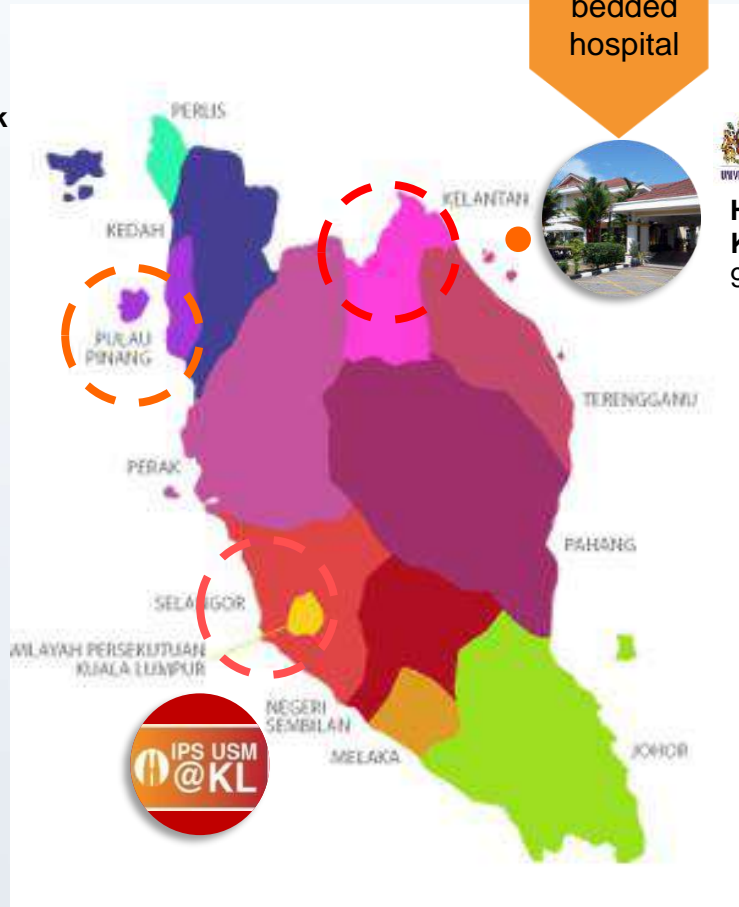 bedded
hospital
k
PERLIS
KELANTAN
KEDAH
PULAU
PINANG
TERENGGANU
PERAK
PAHANG
SELANGOR
WILAYAH PERSEKUTUAN
KUALA LUMPUR
NEGERI
SEMBILAN
MELAKA
JOHOR
IPS USM
@KL
H
K
9